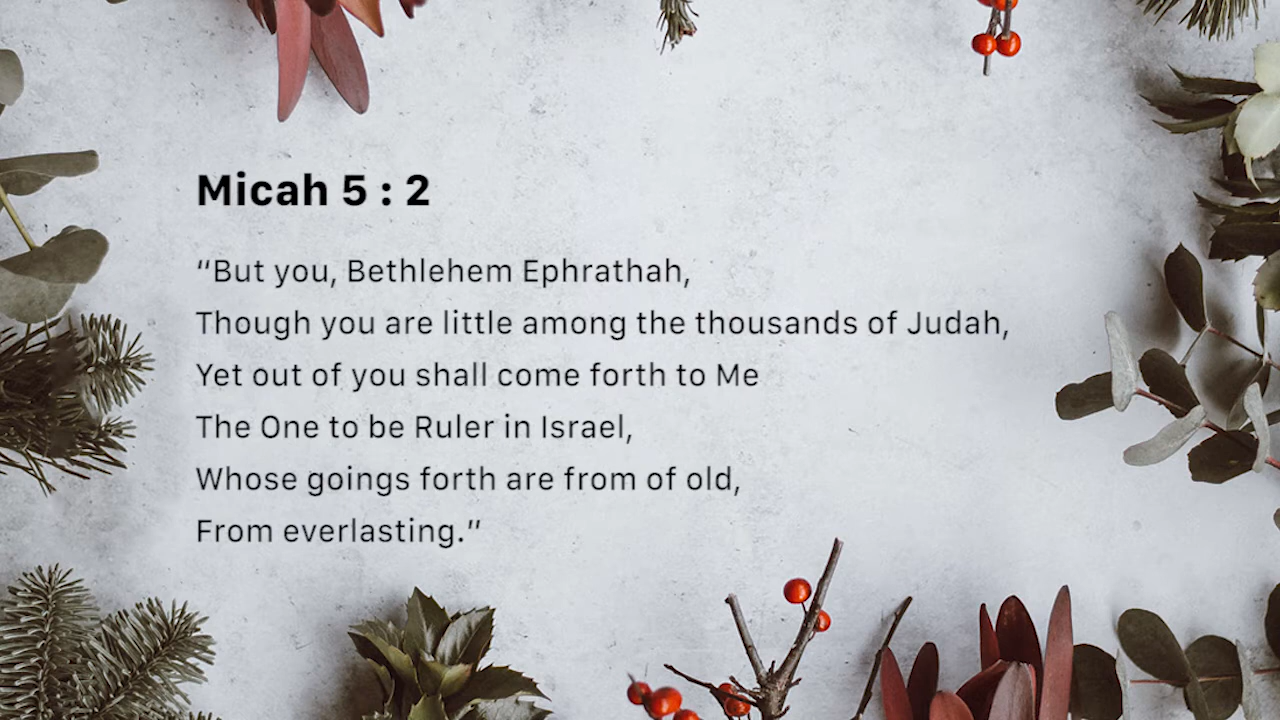 Micah 5 : 2
“But you, Bethlehem Ephrathah,
Though you are little among the thousands of Judah,
Yet out of you shall come forth to Me
The One to be Ruler in Israel,
Whose goings forth are from of old,
From everlasting.”